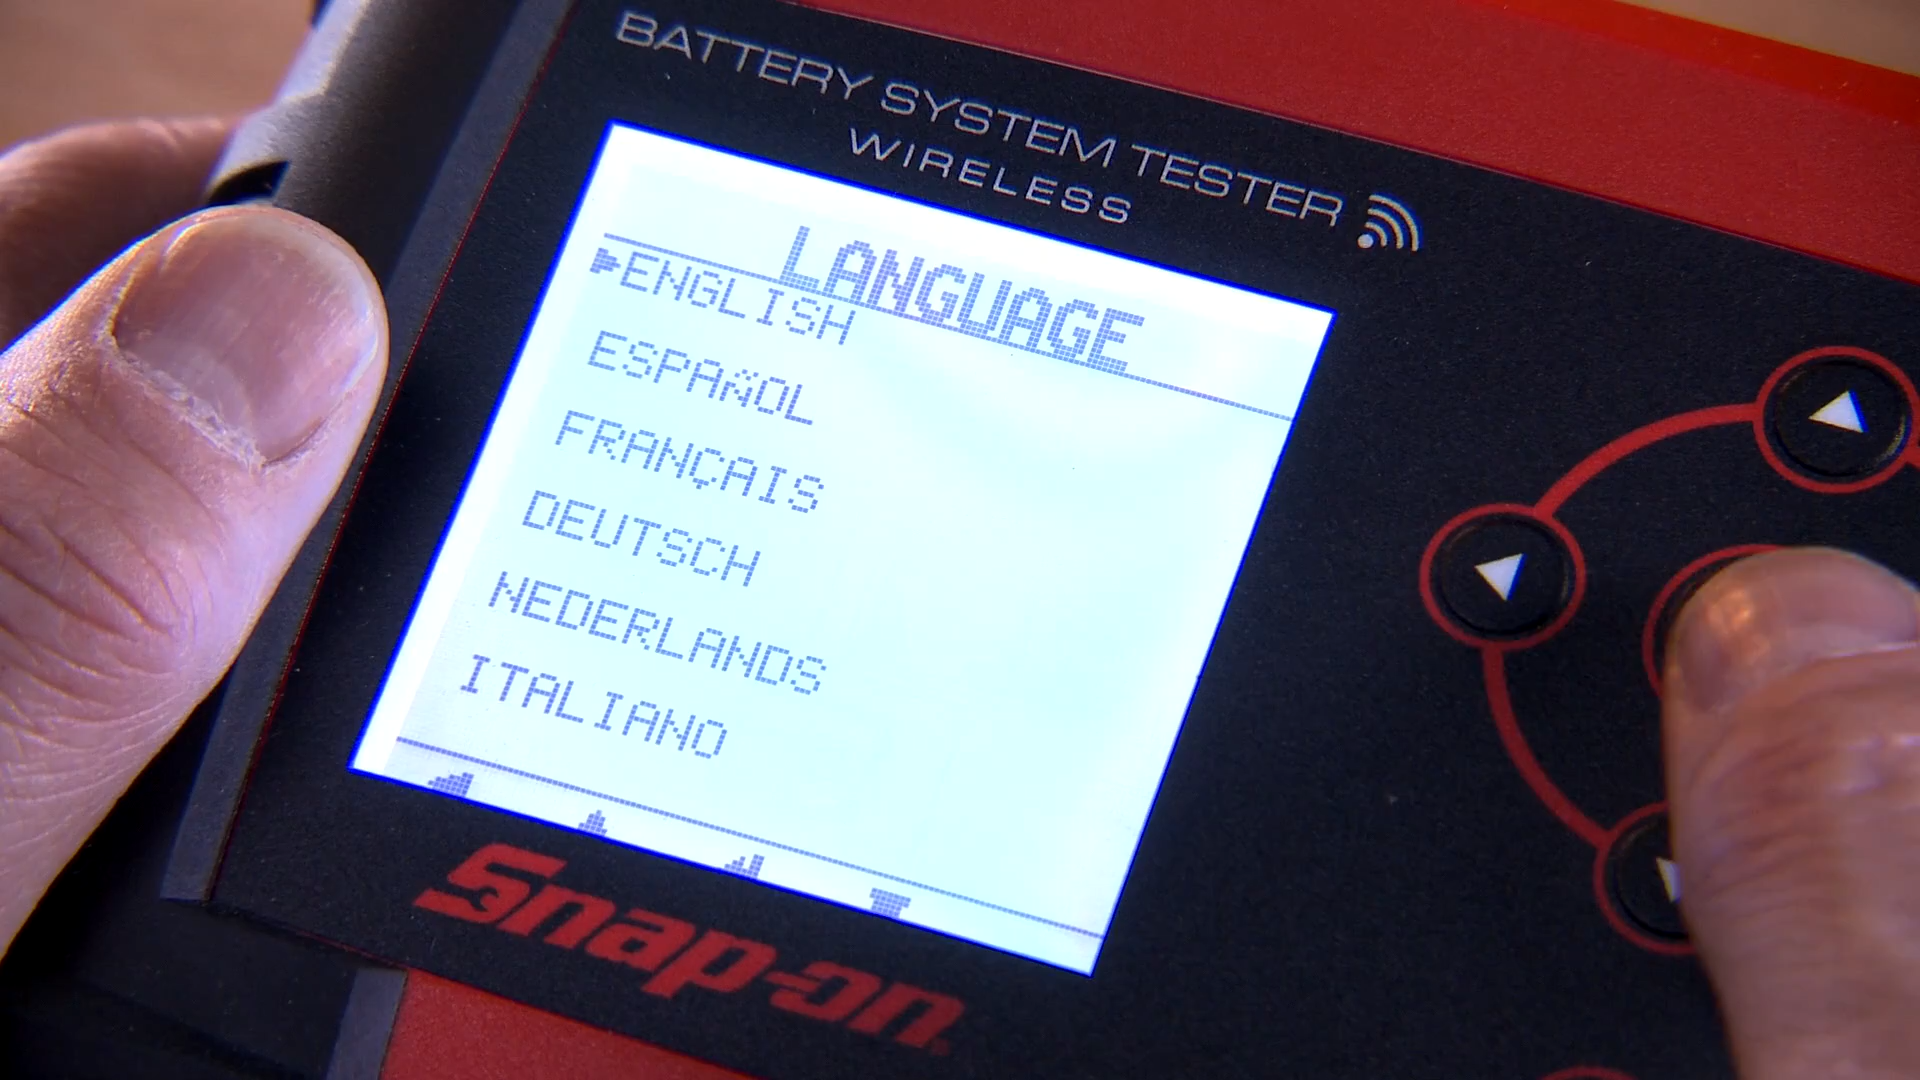 BATTERY SYSTEM TESTER
WIRELESS
LANGUAGE
ENGLISH
ESPAÑOL
FRANÇAIS
DEUTSCH
NEDERLANDS
ITALIANO
Snap-on